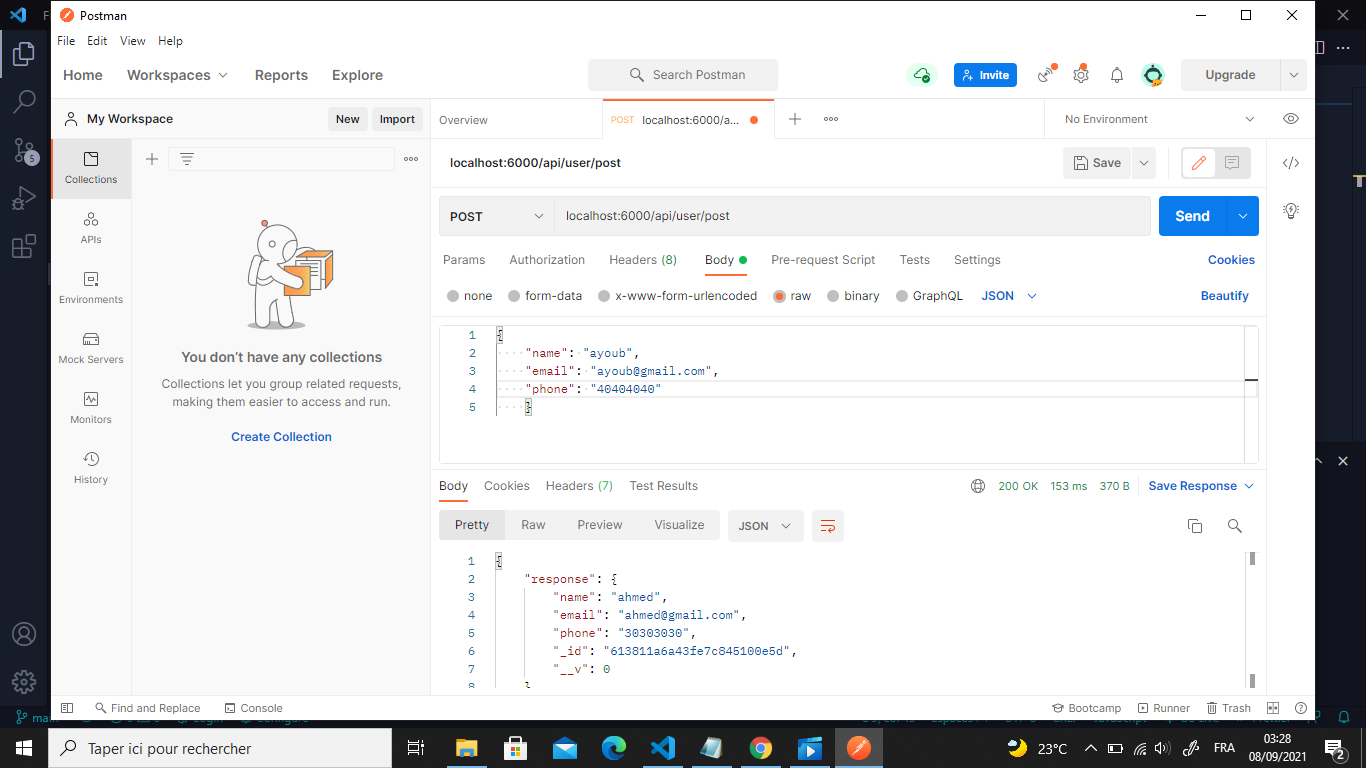 Postman
File Edit View Help
Home Workspaces Reports Explore
Search Postman
Invite
Upgrade
My Workspace
New Import
Overview
POST localhost:6000/a...
No Environment
Collections
APIs
Environments
Mock Servers
Monitors
History
5
You don't have any collections
Collections let you group related requests,
making them easier to access and run.
Create Collection
localhost:6000/api/user/post
Save
POST localhost:6000/api/user/post
Send
Params Authorization Headers (8) Body Pre-request Script Tests Settings
Cookies
none form-data x-www-form-urlencoded raw binary GraphQL JSON
Beautify
1 {
2 "name": "ayoub",
3 "email": "ayoub@gmail.com",
4 "phone": "40404040"
5 }
Body Cookies Headers (7) Test Results
200 OK 153 ms 370 B Save Response
Pretty Raw Preview Visualize JSON
1 {
2 "response": {
3 "name": "ahmed",
4 "email": "ahmed@gmail.com",
5 "phone": "30303030",
6 "_id": "613811a6a43fe7c845100e5d",
7 "__v": 0
8 }
Find and Replace Console
Bootcamp Runner Trash
Taper ici pour rechercher
23°C
FRA
03:28
08/09/2021
2